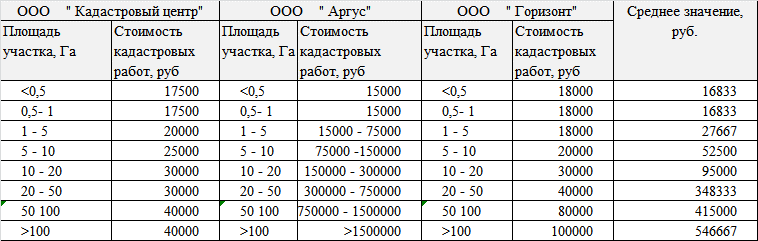 ООО " Кадастровый центр" ООО " Аргус" ООО " Горизонт" Среднее значение, руб.
Площадь участка, Га Стоимость кадастровых работ, руб Площадь участка, Га Стоимость кадастровых работ, руб Площадь участка, Га Стоимость кадастровых работ, руб
<0,5 17500 <0,5 15000 <0,5 18000 16833
0,5- 1 17500 0,5- 1 15000 0,5- 1 18000 16833
1 - 5 20000 1 - 5 15000 - 75000 1 - 5 18000 27667
5 - 10 25000 5 - 10 75000 -150000 5 - 10 20000 52500
10 - 20 30000 10 - 20 150000 - 300000 10 - 20 30000 95000
20 - 50 30000 20 - 50 300000 - 750000 20 - 50 40000 348333
50 100 40000 50 100 750000 - 1500000 50 100 80000 415000
>100 40000 >100 >1500000 >100 100000 546667